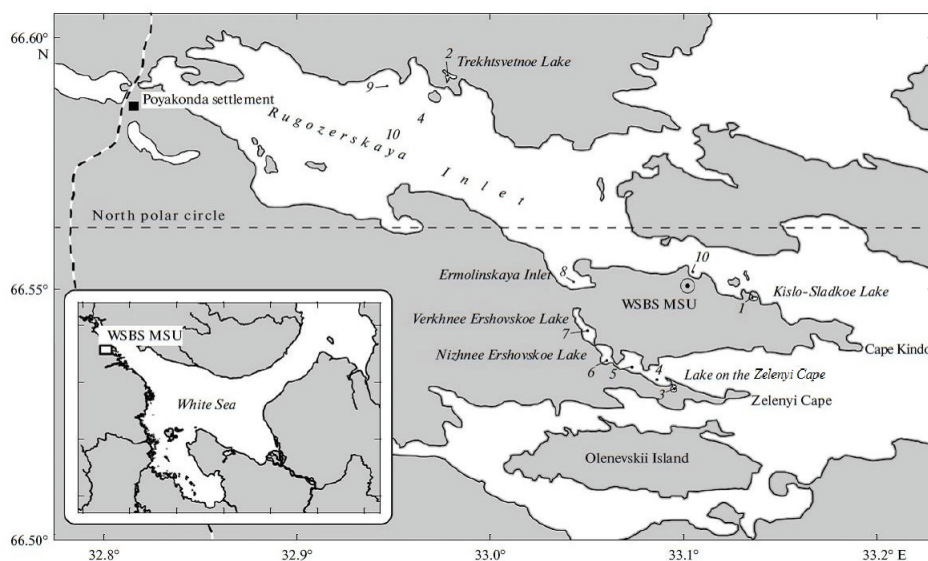 66.60°
N
2
Trekhtsvetnoe Lake
9
Poyakonda settlement
4
10
Rugozerskaya
Inlet
North polar circle
10
Ermolinskaya Inlet
8
66.55°
WSBS MSU
1
Kislo-Sladkoe Lake
Verkhnee Ershovskoe Lake
7
WSBS MSU
Cape Kindo
Nizhnee Ershovskoe Lake
6
5
4
Lake on the Zelenyi Cape
3
Zelenyi Cape
White Sea
Olenevskii Island
66.50°
32.8°
32.9°
33.0°
33.1°
33.2° E